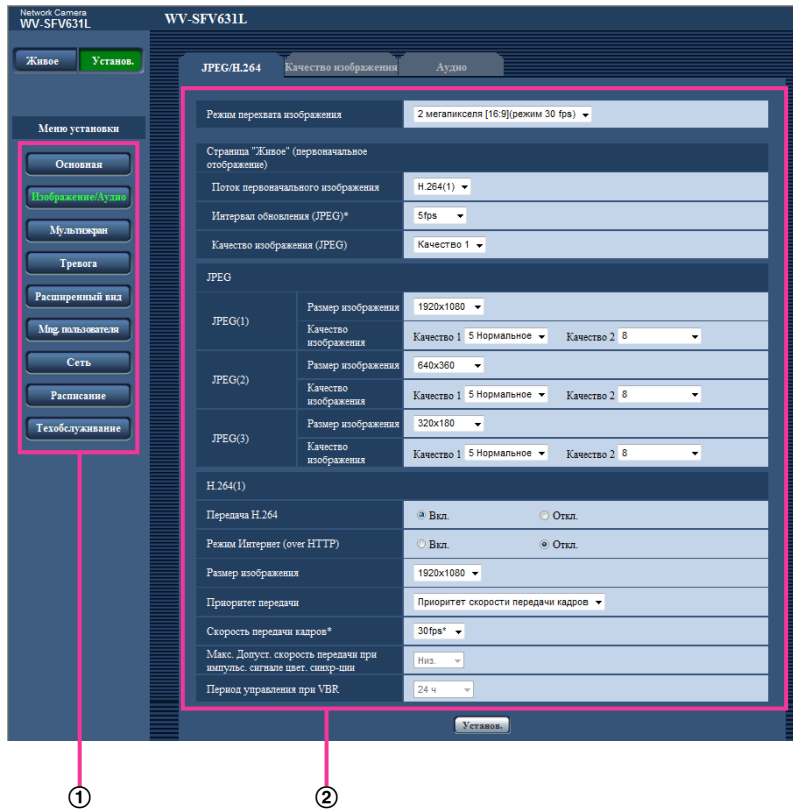 Network Camera
WV-SFV631L
WV-SFV631L
Живое
Установ.
Меню установки
Основная
Изображение/Аудио
Мультиэкран
Тревога
Расширенный вид
Mng. пользователя
Сеть
Расписание
Техобслуживание
JPEG/H.264
Качество изображения
Аудио
Режим перехвата изображения
2 мегапикселя [16:9](режим 30 fps)
Страница "Живое" (первоначальное
отображение)
Поток первоначального изображения
H.264(1)
Интервал обновления (JPEG)*
5fps
Качество изображения (JPEG)
Качество 1
JPEG
JPEG(1)
Размер изображения
1920x1080
Качество
изображения
Качество 1 5 Нормальное Качество 2 8
JPEG(2)
Размер изображения
640x360
Качество
изображения
Качество 1 5 Нормальное Качество 2 8
JPEG(3)
Размер изображения
320x180
Качество
изображения
Качество 1 5 Нормальное Качество 2 8
H.264(1)
Передача H.264
Вкл. Откл.
Режим Интернет (over HTTP)
Вкл. Откл.
Размер изображения
1920x1080
Приоритет передачи
Приоритет скорости передачи кадров
Скорость передачи кадров*
30fps*
Макс. Допуст. скорость передачи при
импульс. сигнале цвет. синхр-ции
Низ.
Период управления при VBR
24 ч
Установ.
①
②